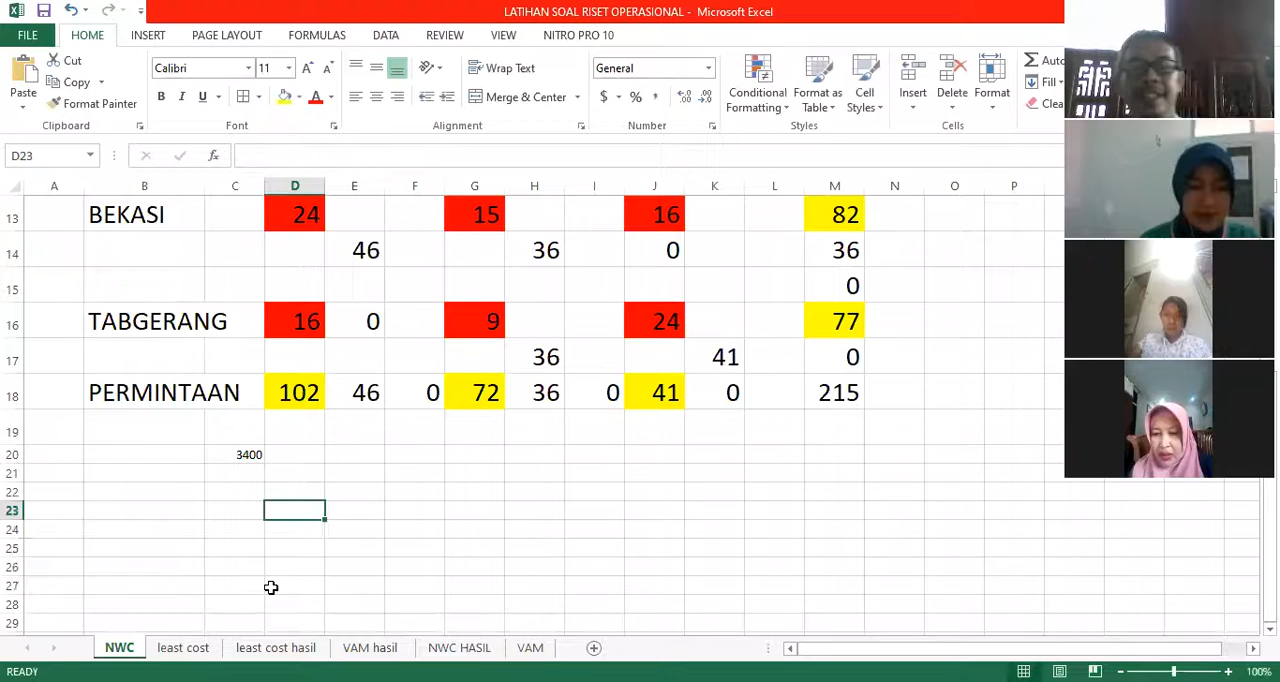 LATIHAN SOAL RISET OPERASIONAL - Microsoft Excel
FILE HOME INSERT PAGE LAYOUT FORMULAS DATA REVIEW VIEW NITRO PRO 10
Paste
Cut
Copy
Format Painter
Clipboard
Calibri 11
B I U
Font
Wrap Text
Merge & Center
Alignment
General
$ % ,
Number
Conditional Formatting
Format as Table
Cell Styles
Styles
Insert
Delete
Format
Cells
Auto
Fill
Clea
D23 fx
A B C D E F G H I J K L M N O P
13 BEKASI 24 15 16 82
14 46 36 0 36
15 0
16 TABGERANG 16 0 9 24 77
17 36 41 0
18 PERMINTAAN 102 46 0 72 36 0 41 0 215
19
20 3400
21
22
23
24
25
26
27
28
29
NWC least cost least cost hasil VAM hasil NWC HASIL VAM
READY 100%